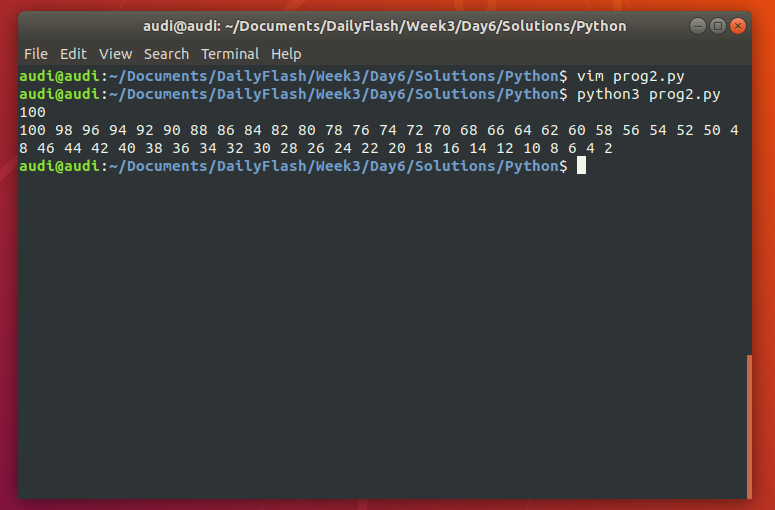 audi@audi: ~/Documents/DailyFlash/Week3/Day6/Solutions/Python
File Edit View Search Terminal Help
audi@audi:~/Documents/DailyFlash/Week3/Day6/Solutions/Python$ vim prog2.py
audi@audi:~/Documents/DailyFlash/Week3/Day6/Solutions/Python$ python3 prog2.py
100
100 98 96 94 92 90 88 86 84 82 80 78 76 74 72 70 68 66 64 62 60 58 56 54 52 50 4
8 46 44 42 40 38 36 34 32 30 28 26 24 22 20 18 16 14 12 10 8 6 4 2
audi@audi:~/Documents/DailyFlash/Week3/Day6/Solutions/Python$